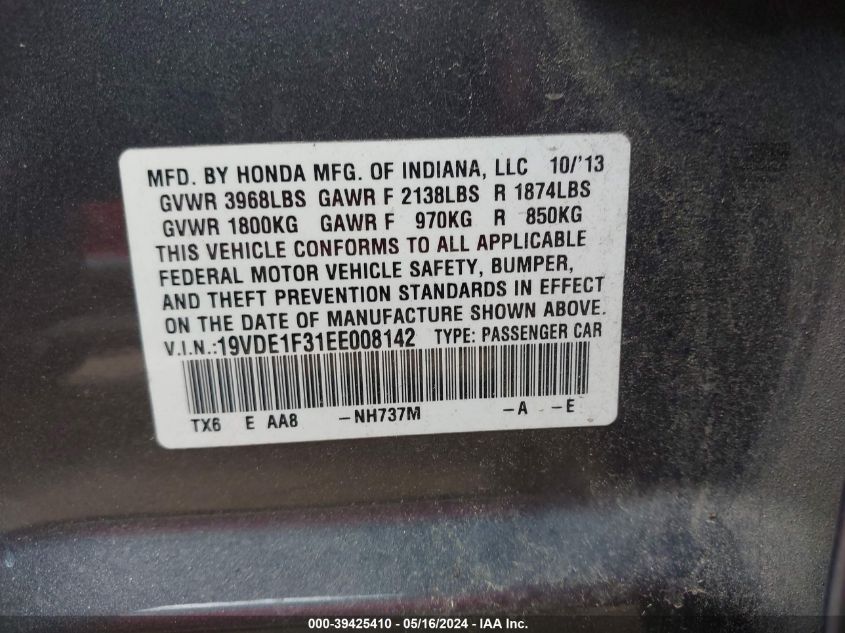 MFD. BY HONDA MFG. OF INDIANA, LLC 10/'13
GVWR 3968LBS GAWR F 2138LBS R 1874LBS
GVWR 1800KG GAWR F 970KG R 850KG
THIS VEHICLE CONFORMS TO ALL APPLICABLE
FEDERAL MOTOR VEHICLE SAFETY, BUMPER,
AND THEFT PREVENTION STANDARDS IN EFFECT
ON THE DATE OF MANUFACTURE SHOWN ABOVE.
V.I.N.:19VDE1F31EE008142 TYPE: PASSENGER CAR
TX6 E AA8 -NH737M -A -E
000-39425410 - 05/16/2024 - IAA Inc.